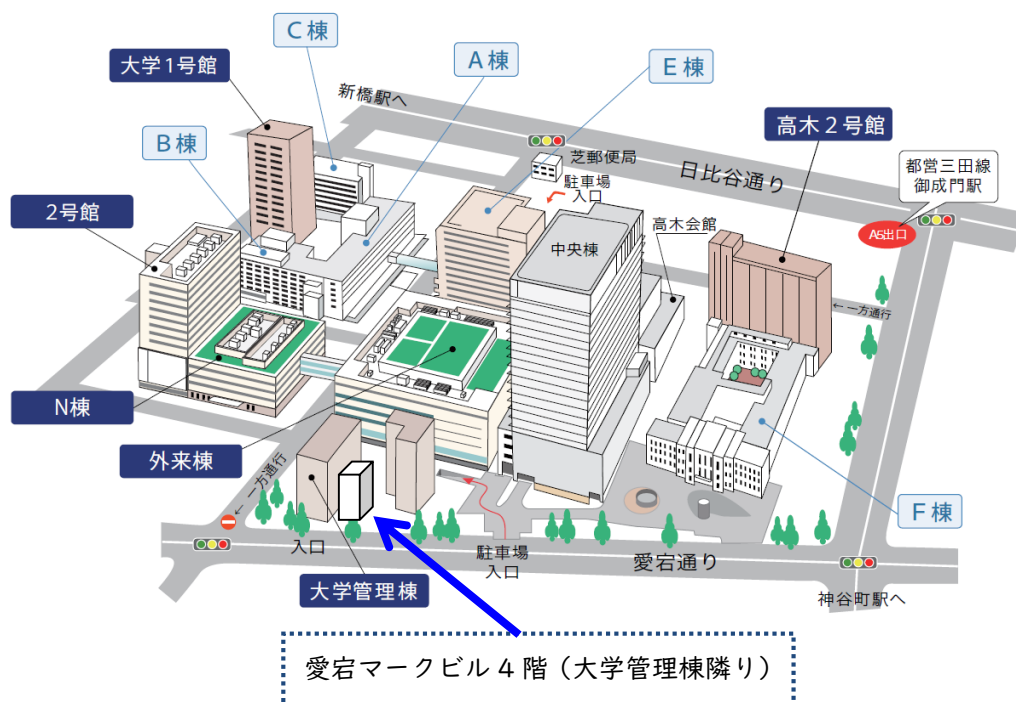 C棟
大学1号館
A棟
E棟
新橋駅へ
高木2号館
B棟
芝郵便局
日比谷通り
都営三田線
御成門駅
駐車場
入口
2号館
高木会館
A5出口
中央棟
← 一方通行
N棟
外来棟
← 一方通行
F棟
入口
駐車場
入口
愛宕通り
大学管理棟
神谷町駅へ
愛宕マークビル4階(大学管理棟隣り)